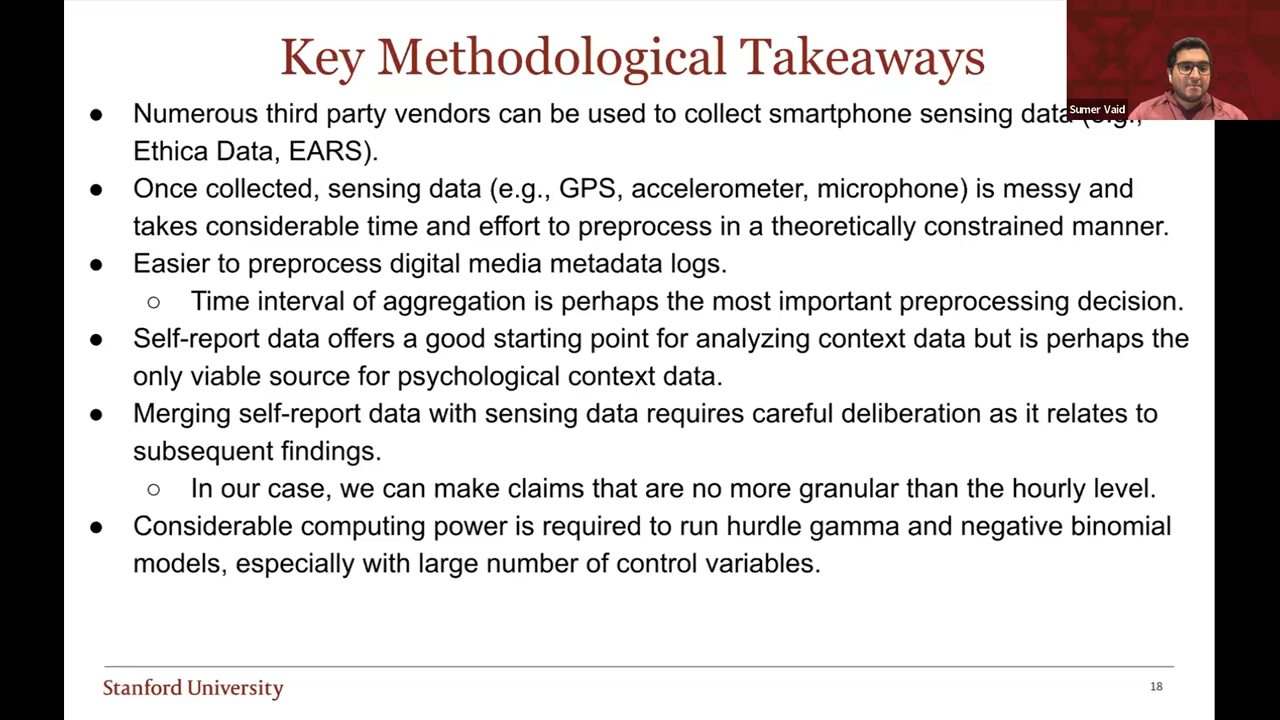 Key Methodological Takeaways
Sumer Vaid
● Numerous third party vendors can be used to collect smartphone sensing data (e.g.,
Ethica Data, EARS).
● Once collected, sensing data (e.g., GPS, accelerometer, microphone) is messy and
takes considerable time and effort to preprocess in a theoretically constrained manner.
● Easier to preprocess digital media metadata logs.
○ Time interval of aggregation is perhaps the most important preprocessing decision.
● Self-report data offers a good starting point for analyzing context data but is perhaps the
only viable source for psychological context data.
● Merging self-report data with sensing data requires careful deliberation as it relates to
subsequent findings.
○ In our case, we can make claims that are no more granular than the hourly level.
● Considerable computing power is required to run hurdle gamma and negative binomial
models, especially with large number of control variables.
Stanford University
18